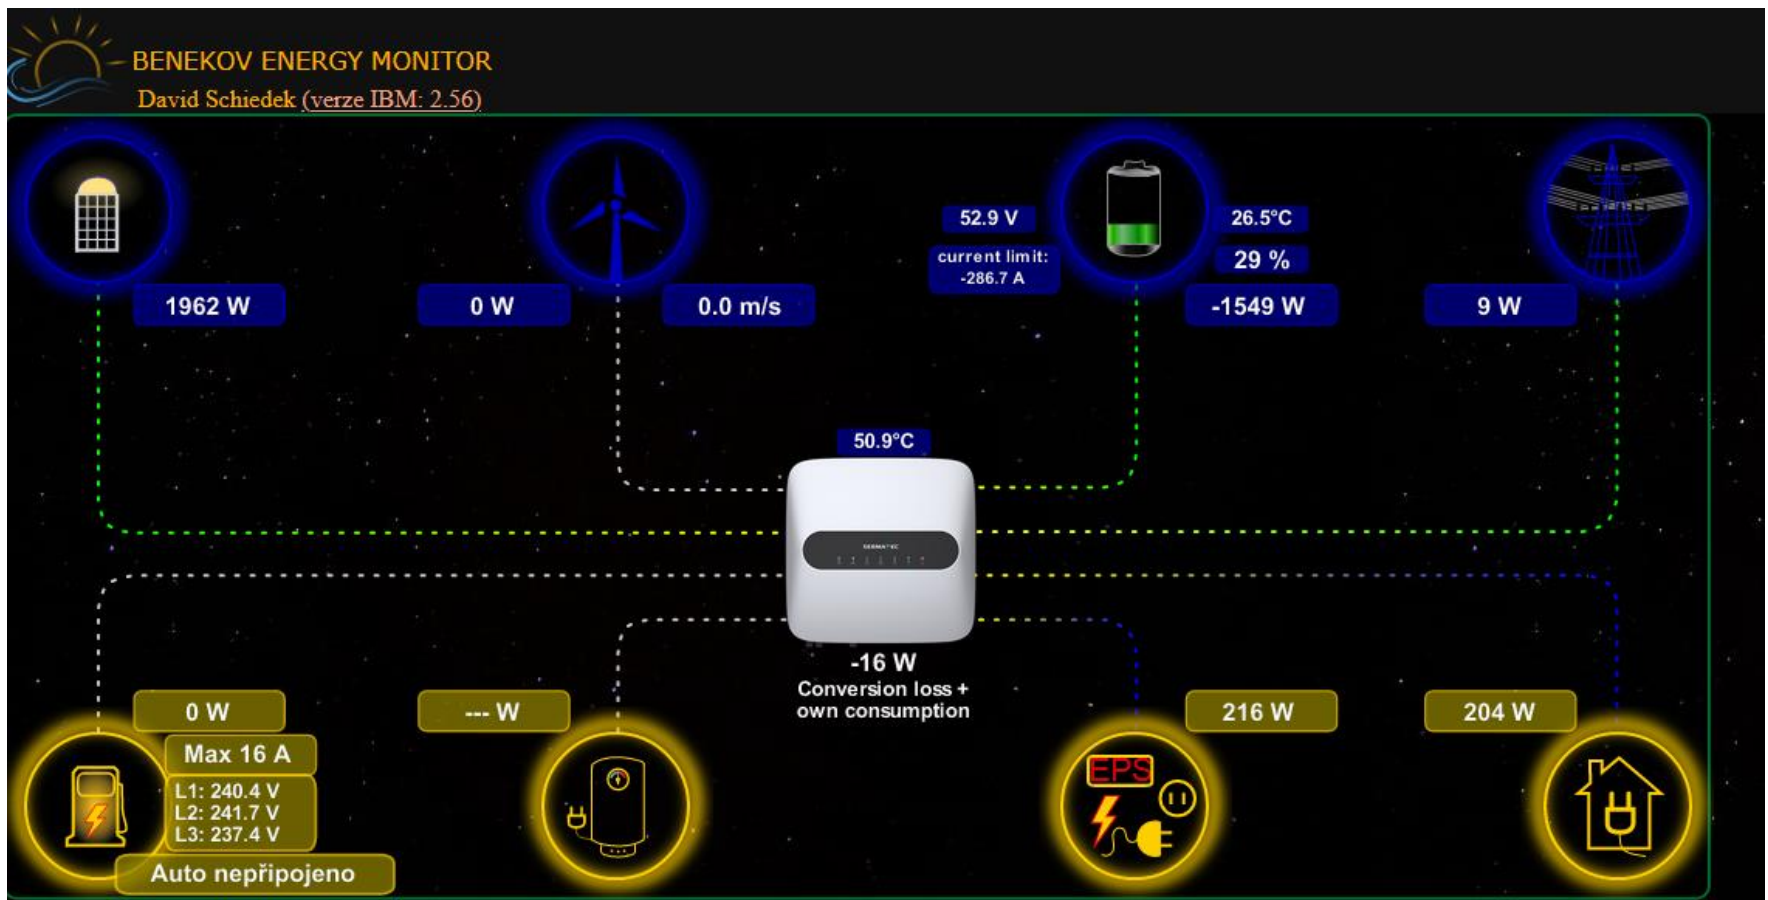 BENEKOV ENERGY MONITOR
David Schiedek (verze IBM: 2.56)
52.9 V
26.5°C
current limit:
-286.7 A
29 %
1962 W
0 W
0.0 m/s
-1549 W
9 W
50.9°C
-16 W
Conversion loss +
own consumption
0 W
--- W
216 W
204 W
Max 16 A
L1: 240.4 V
L2: 241.7 V
L3: 237.4 V
EPS
Auto nepřipojeno